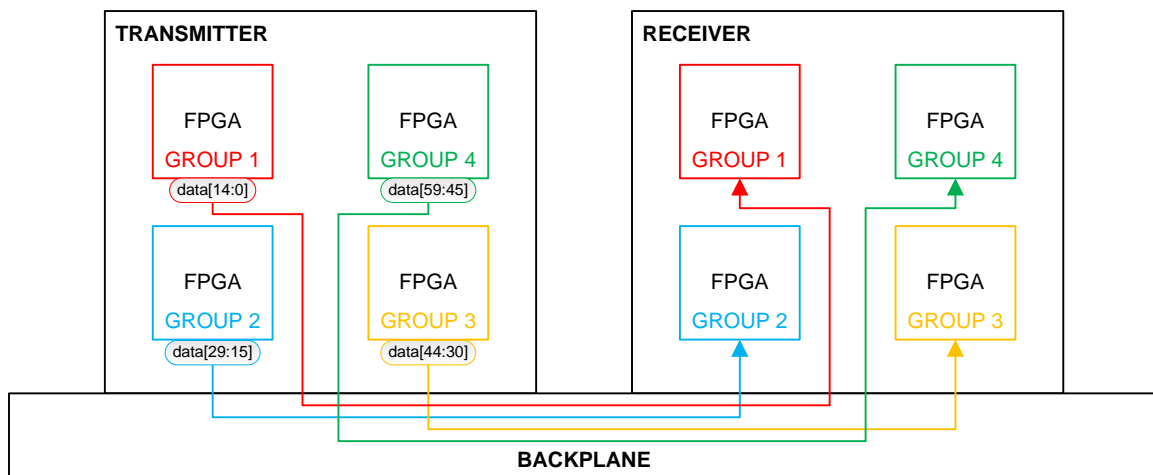 TRANSMITTER
FPGA
GROUP 1
data[14:0]
FPGA
GROUP 4
data[59:45]
FPGA
GROUP 2
data[29:15]
FPGA
GROUP 3
data[44:30]
RECEIVER
FPGA
GROUP 1
FPGA
GROUP 4
FPGA
GROUP 2
FPGA
GROUP 3
BACKPLANE